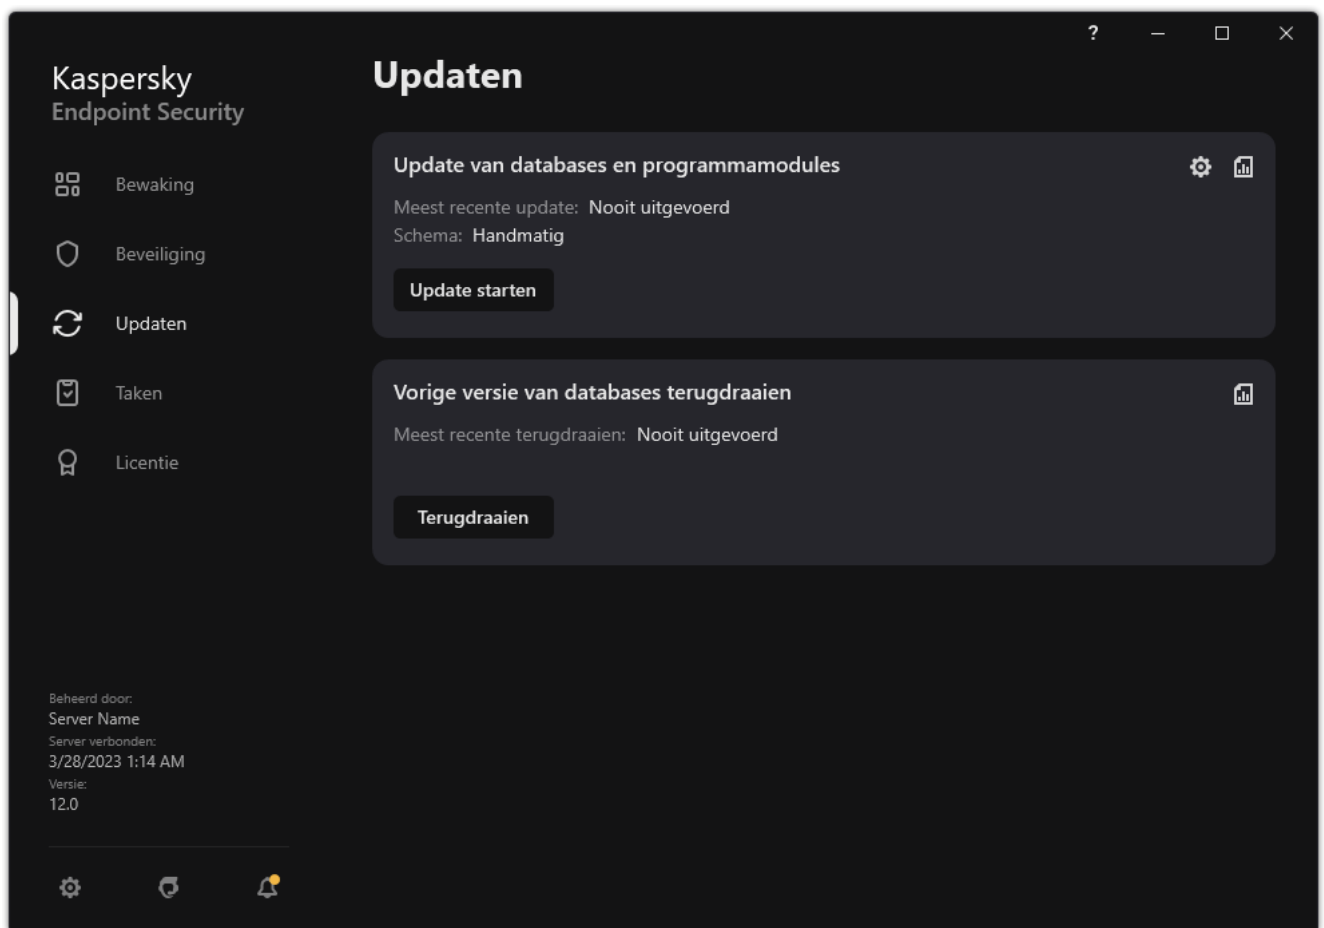 ?
Kaspersky
Endpoint Security
Bewaking
Beveiliging
Updaten
Taken
Licentie
Beheerd door:
Server Name
Server verbonden:
3/28/2023 1:14 AM
Versie:
12.0
Updaten
Update van databases en programmamodules
Meest recente update: Nooit uitgevoerd
Schema: Handmatig
Update starten
Vorige versie van databases terugdraaien
Meest recente terugdraaien: Nooit uitgevoerd
Terugdraaien